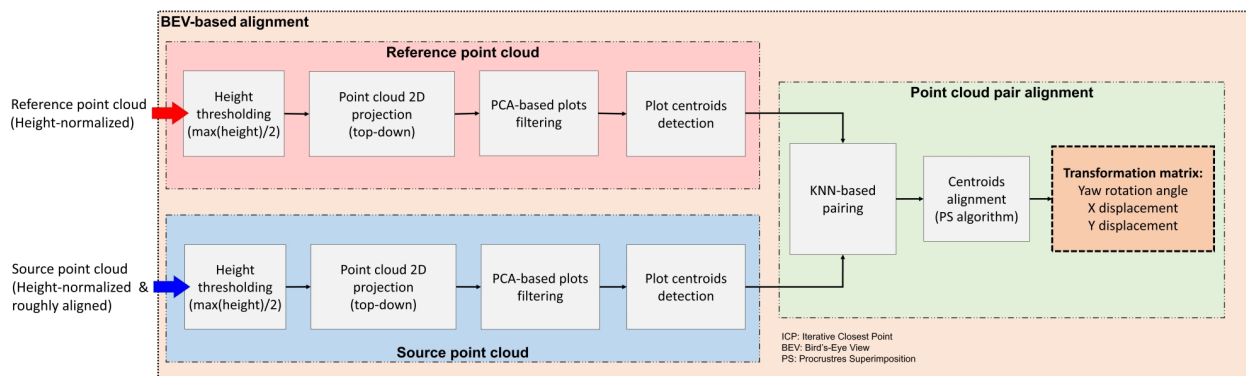 BEV-based alignment
Reference point cloud
Reference point cloud
(Height-normalized)
Height
thresholding
(max(height)/2)
Point cloud 2D
projection
(top-down)
PCA-based plots
filtering
Plot centroids
detection
Source point cloud
(Height-normalized &
roughly aligned)
Height
thresholding
(max(height)/2)
Point cloud 2D
projection
(top-down)
PCA-based plots
filtering
Plot centroids
detection
Source point cloud
Point cloud pair alignment
KNN-based
pairing
Centroids
alignment
(PS algorithm)
Transformation matrix:
Yaw rotation angle
X displacement
Y displacement
ICP: Iterative Closest Point
BEV: Bird's-Eye View
PS: Procrustres Superimposition